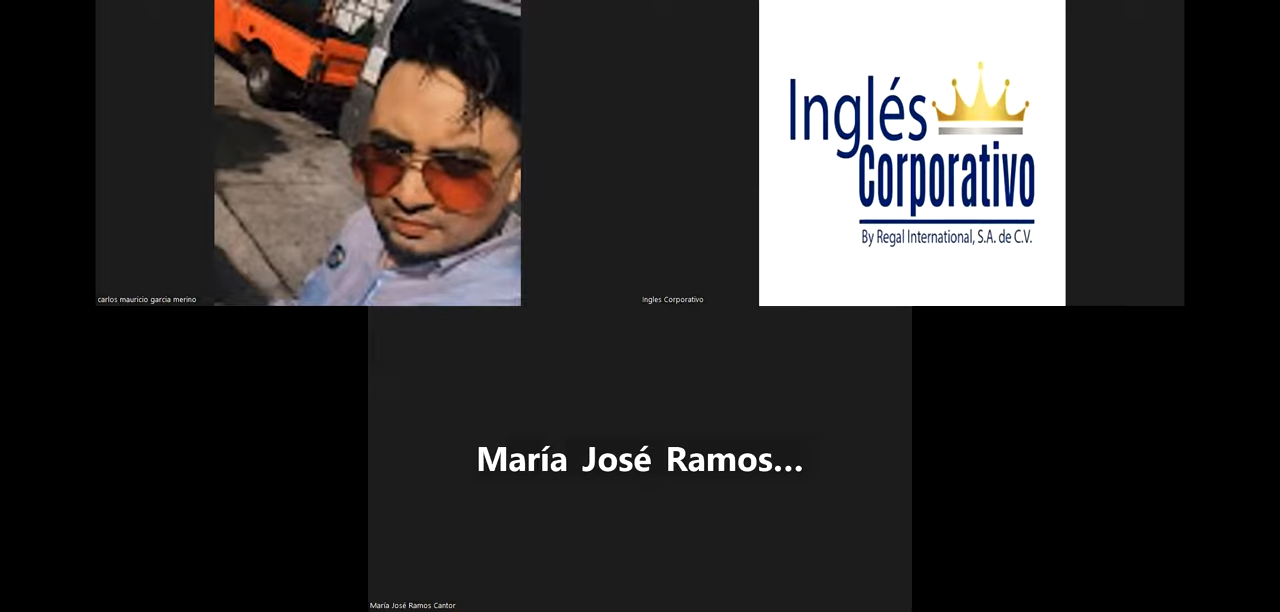 Inglés
Corporativo
By Regal International, S.A. de C.V.
carlos mauricio garcia merino
Ingles Corporativo
María José Ramos...
María José Ramos Cantor